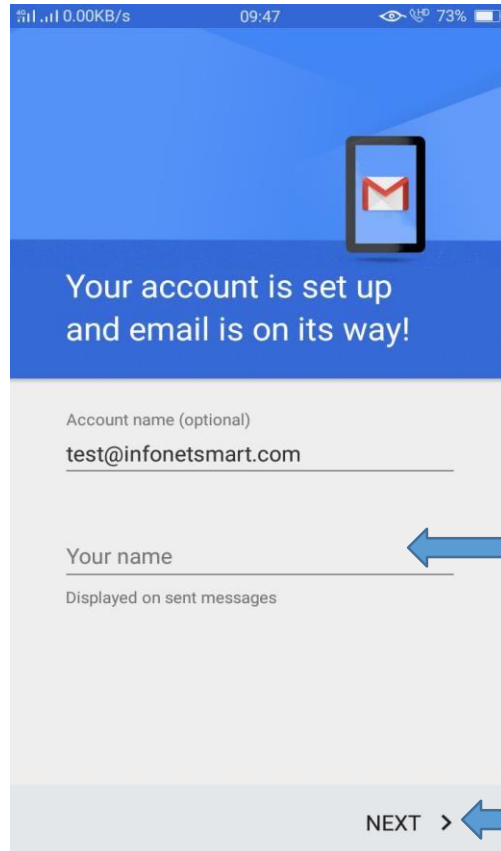 0.00KB/s 09:47 73%
Your account is set up
and email is on its way!
Account name (optional)
test@infonetsmart.com
Your name
Displayed on sent messages
NEXT